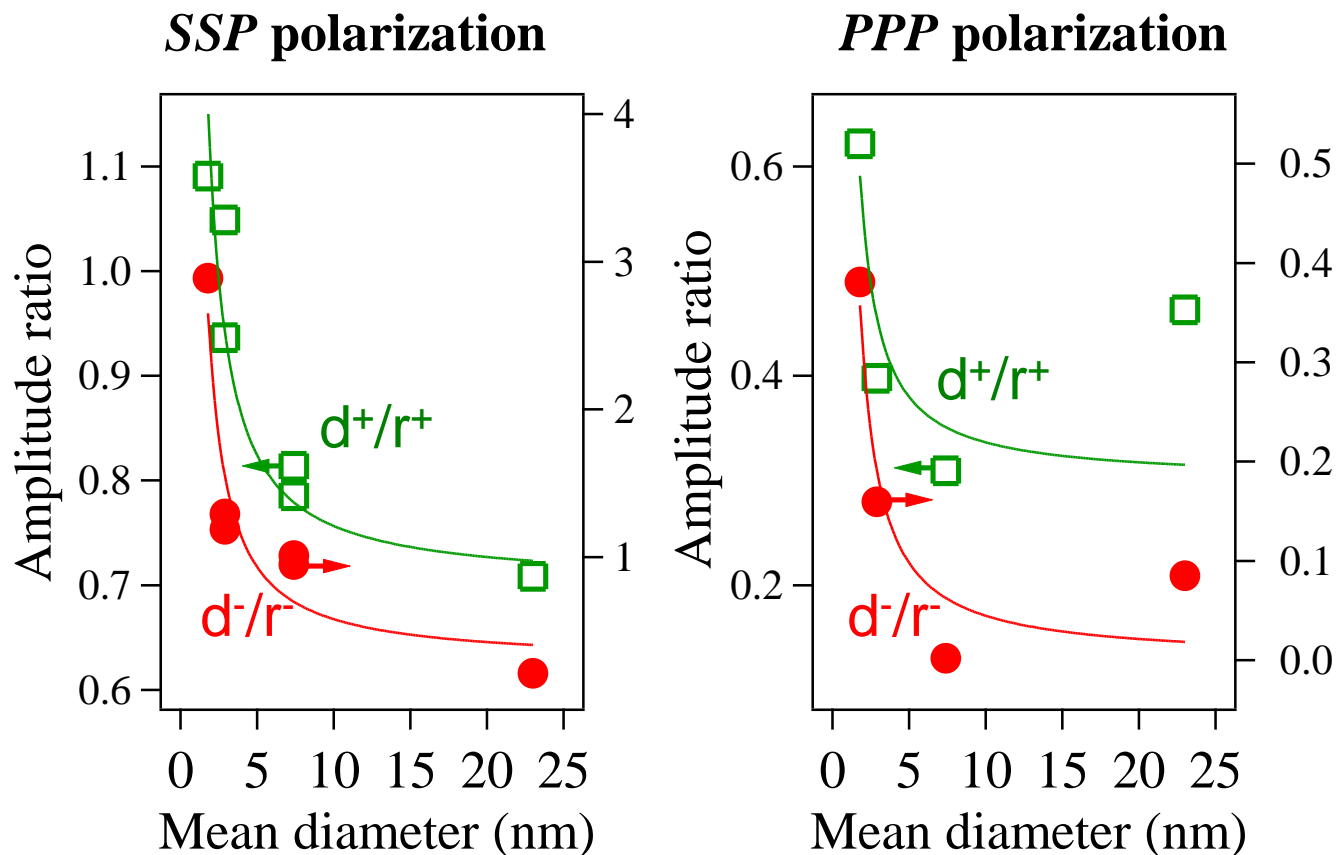 SSP polarization
Amplitude ratio
1.1
1.0
0.9
0.8
0.7
0.6
4
3
2
1
d⁺/r⁺
d⁻/r⁻
0 5 10 15 20 25
Mean diameter (nm)
PPP polarization
Amplitude ratio
0.6
0.4
0.2
0.5
0.4
0.3
0.2
0.1
0.0
d⁺/r⁺
d⁻/r⁻
0 5 10 15 20 25
Mean diameter (nm)